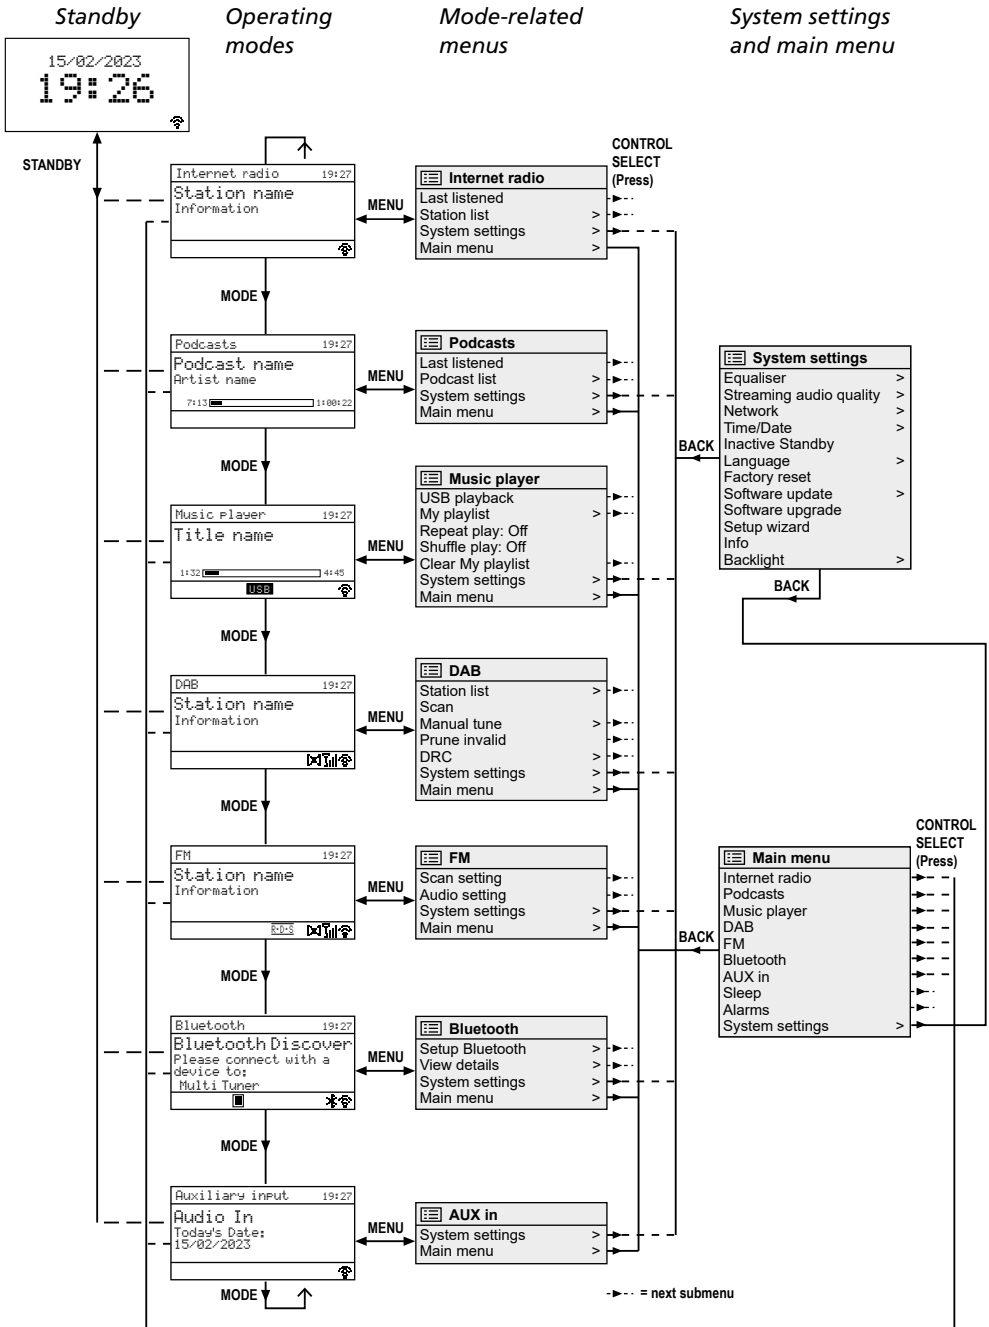 Standby
Operating
modes
Mode-related
menus
System settings
and main menu
15/02/2023
19:26
STANDBY
CONTROL
SELECT
(Press)
Internet radio 19:27
Station name
Information
MENU
Internet radio
Last listened
Station list >
System settings >
Main menu >
MODE
Podcasts 19:27
Podcast name
Artist name
7:13 1:00:22
MENU
Podcasts
Last listened
Podcast list >
System settings >
Main menu >
MODE
Music player 19:27
Title name
1:32 4:45
USB
MENU
Music player
USB playback
My playlist >
Repeat play: Off
Shuffle play: Off
Clear My playlist
System settings >
Main menu >
BACK
System settings
Equaliser >
Streaming audio quality >
Network >
Time/Date >
Inactive Standby
Language >
Factory reset
Software update >
Software upgrade
Setup wizard
Info
Backlight >
BACK
MODE
DAB 19:27
Station name
Information
MENU
DAB
Station list >
Scan
Manual tune >
Prune invalid
DRC >
System settings >
Main menu >
MODE
FM 19:27
Station name
Information
R·D·S
MENU
FM
Scan setting
Audio setting
System settings >
Main menu >
BACK
CONTROL
SELECT
(Press)
Main menu
Internet radio
Podcasts
Music player
DAB
FM
Bluetooth
AUX in
Sleep
Alarms
System settings >
MODE
Bluetooth 19:27
Bluetooth Discover
Please connect with a
device to:
Multi Tuner
MENU
Bluetooth
Setup Bluetooth >
View details >
System settings >
Main menu >
MODE
Auxiliary input 19:27
Audio In
Today's Date:
15/02/2023
MENU
AUX in
System settings >
Main menu >
MODE
= next submenu